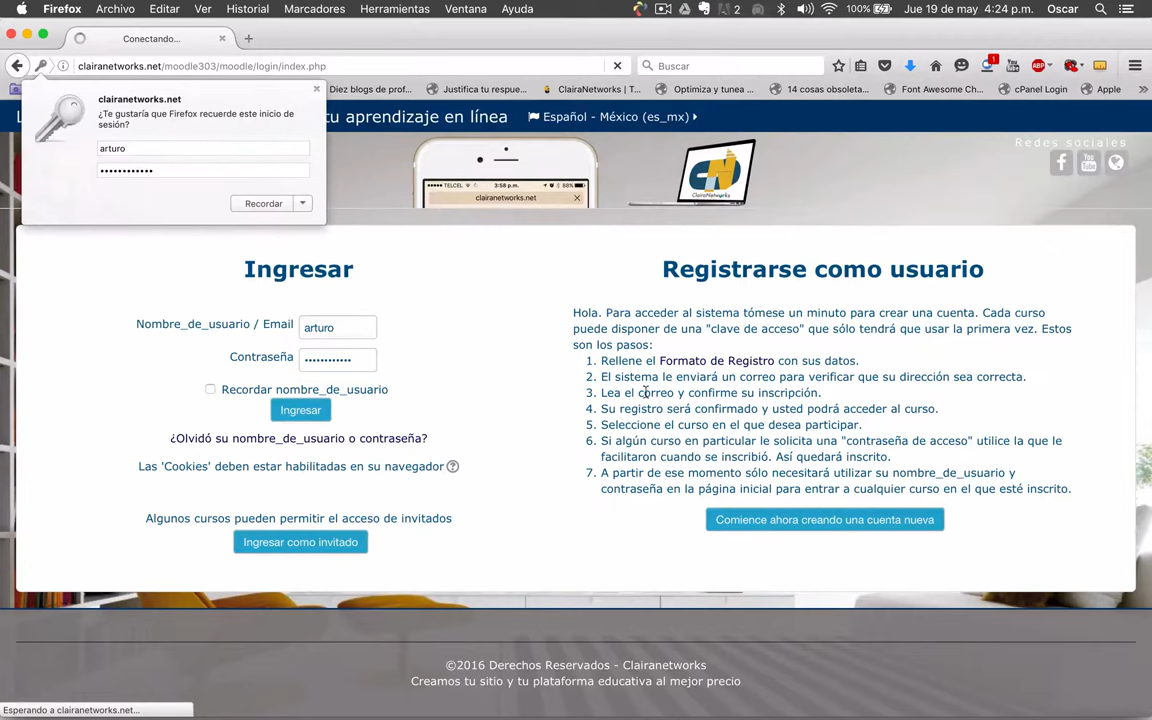 Firefox Archivo Editar Ver Historial Marcadores Herramientas Ventana Ayuda 2 100% Jue 19 de may 4:24 p.m. Oscar
Conectando...
clairanetworks.net/moodle303/moodle/login/index.php Buscar 1 ABP
Diez blogs de prof... Justifica tu respue... ClairaNetworks | T... Optimiza y tunea ... 14 cosas obsoleta... Font Awesome Ch... cPanel Login Apple
tu aprendizaje en línea Español - México (es_mx)
clairanetworks.net
¿Te gustaría que Firefox recuerde este inicio de
sesión?
arturo
••••••••••••
Recordar
Redes sociales
TELCEL 3:58 p.m. 88%
clairanetworks.net
ClairaNetworks
Ingresar
Nombre_de_usuario / Email arturo
Contraseña ••••••••••••
Recordar nombre_de_usuario
Ingresar
¿Olvidó su nombre_de_usuario o contraseña?
Las 'Cookies' deben estar habilitadas en su navegador ?
Algunos cursos pueden permitir el acceso de invitados
Ingresar como invitado
Registrarse como usuario
Hola. Para acceder al sistema tómese un minuto para crear una cuenta. Cada curso
puede disponer de una "clave de acceso" que sólo tendrá que usar la primera vez. Estos
son los pasos:
1. Rellene el Formato de Registro con sus datos.
2. El sistema le enviará un correo para verificar que su dirección sea correcta.
3. Lea el correo y confirme su inscripción.
4. Su registro será confirmado y usted podrá acceder al curso.
5. Seleccione el curso en el que desea participar.
6. Si algún curso en particular le solicita una "contraseña de acceso" utilice la que le
facilitaron cuando se inscribió. Así quedará inscrito.
7. A partir de ese momento sólo necesitará utilizar su nombre_de_usuario y
contraseña en la página inicial para entrar a cualquier curso en el que esté inscrito.
Comience ahora creando una cuenta nueva
©2016 Derechos Reservados - Clairanetworks
Creamos tu sitio y tu plataforma educativa al mejor precio
Esperando a clairanetworks.net...